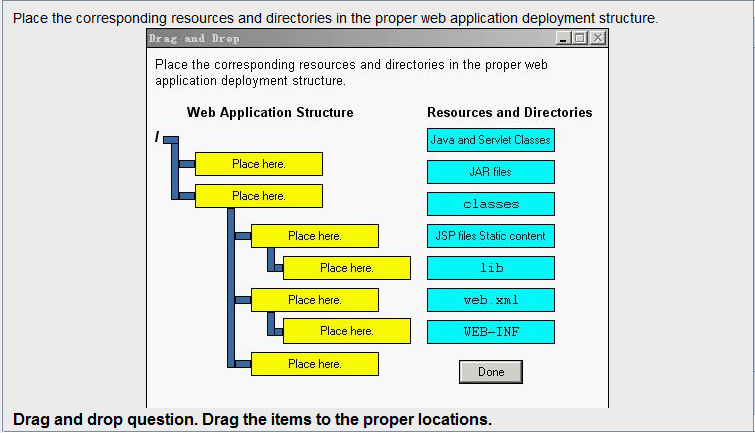 Place the corresponding resources and directories in the proper web application deployment structure.
Drag and Drop
Place the corresponding resources and directories in the proper web
application deployment structure.
Web Application Structure
Resources and Directories
/
Java and Servlet Classes
Place here.
JAR files
Place here.
classes
Place here.
JSP files Static content
Place here.
lib
Place here.
web.xml
Place here.
WEB-INF
Place here.
Done
Drag and drop question. Drag the items to the proper locations.